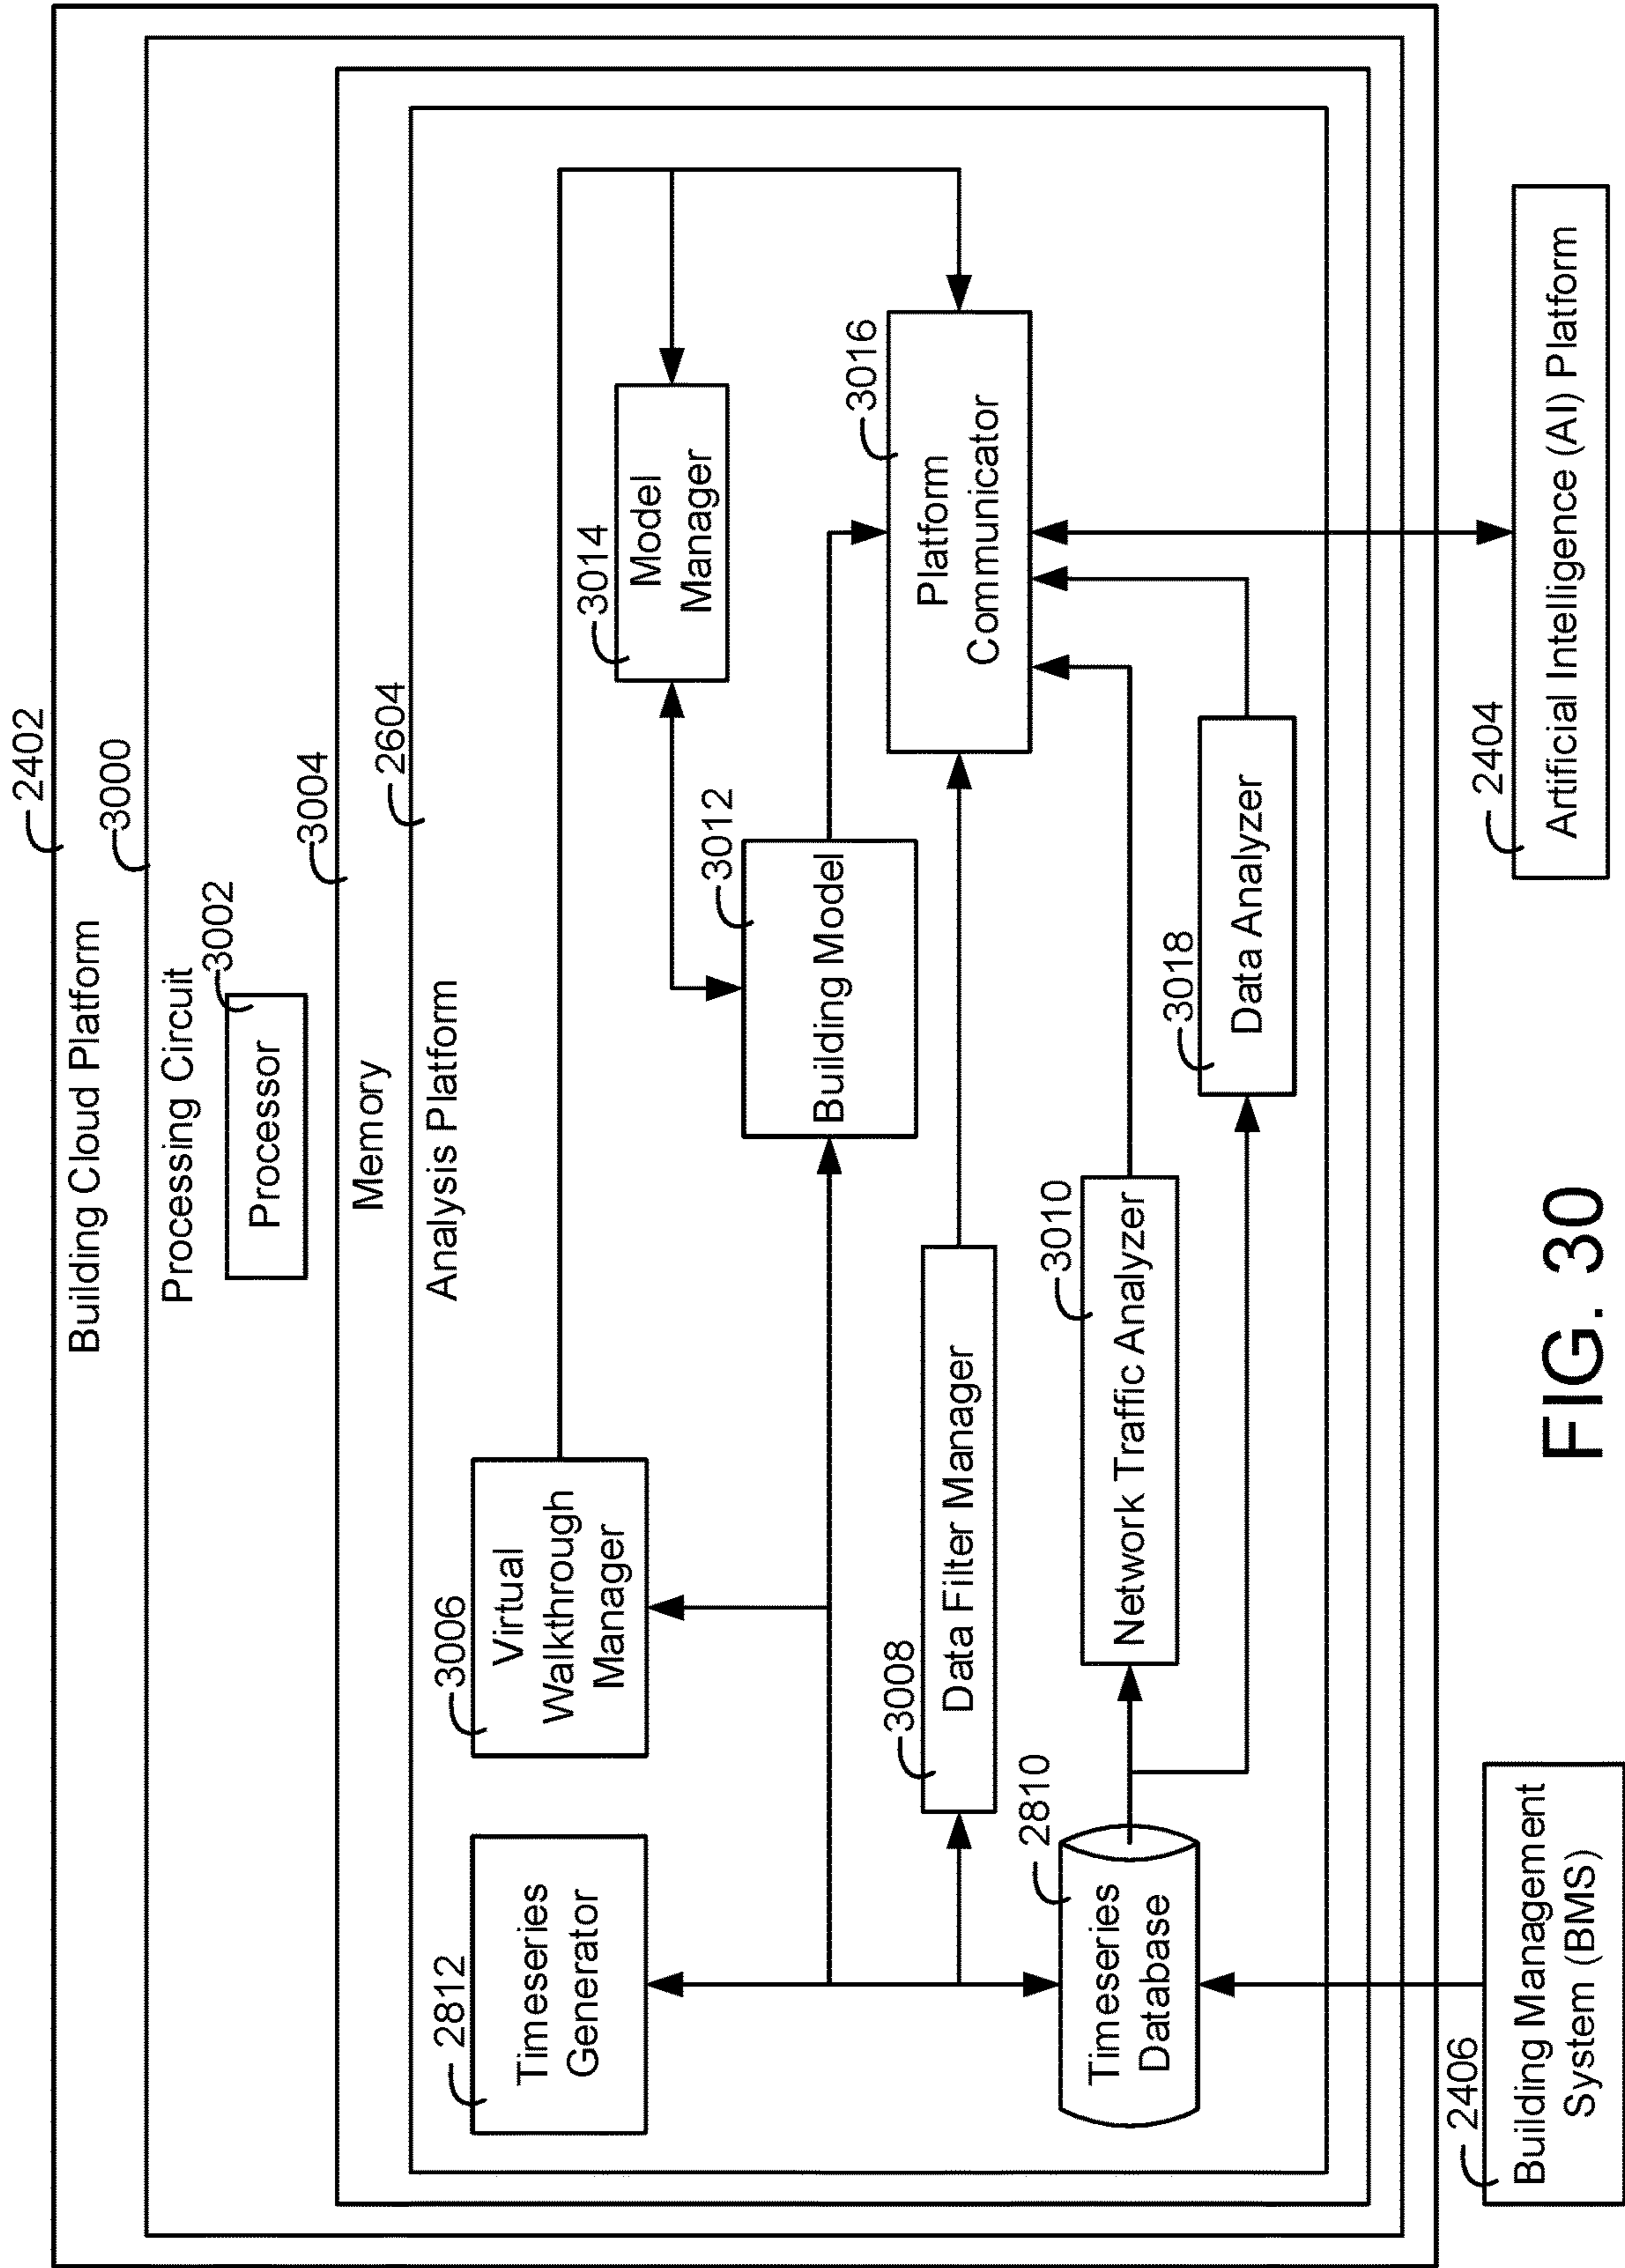 2402
Building Cloud Platform
3000
Processing Circuit
3002
Processor
3004
Memory
2604
Analysis Platform
2812
Timeseries
Generator
3006
Virtual
Walkthrough
Manager
3014
Model
Manager
3012
Building Model
3016
Platform
Communicator
3008
Data Filter Manager
2810
Timeseries
Database
3010
Network Traffic Analyzer
3018
Data Analyzer
2406
Building Management
System (BMS)
2404
Artificial Intelligence (AI) Platform
FIG. 30